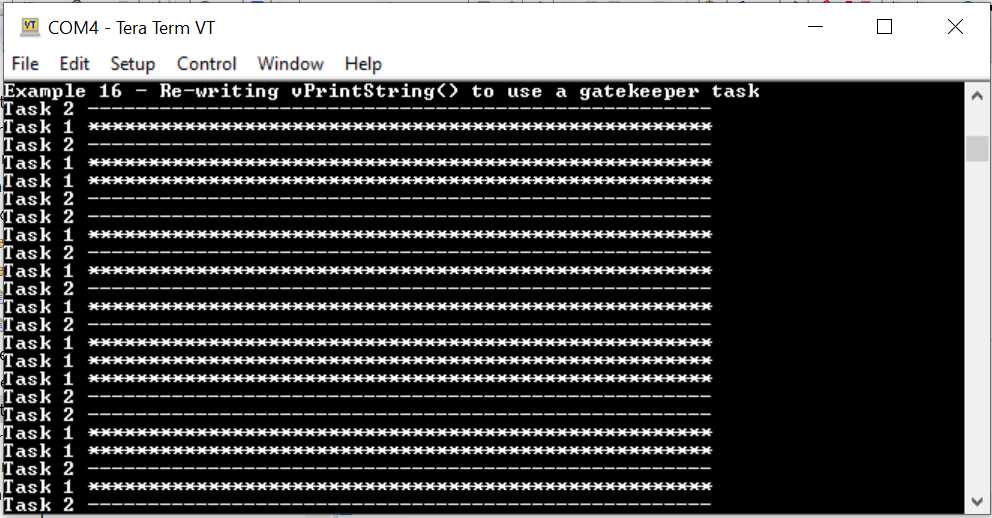 COM4 - Tera Term VT
File Edit Setup Control Window Help
Example 16 - Re-writing vPrintString() to use a gatekeeper task
Task 2 ----------------------------------------------------
Task 1 ****************************************************
Task 2 ----------------------------------------------------
Task 1 ****************************************************
Task 1 ****************************************************
Task 2 ----------------------------------------------------
Task 2 ----------------------------------------------------
Task 1 ****************************************************
Task 2 ----------------------------------------------------
Task 1 ****************************************************
Task 2 ----------------------------------------------------
Task 1 ****************************************************
Task 2 ----------------------------------------------------
Task 1 ****************************************************
Task 1 ****************************************************
Task 1 ****************************************************
Task 2 ----------------------------------------------------
Task 2 ----------------------------------------------------
Task 1 ****************************************************
Task 1 ****************************************************
Task 2 ----------------------------------------------------
Task 1 ****************************************************
Task 2 ----------------------------------------------------